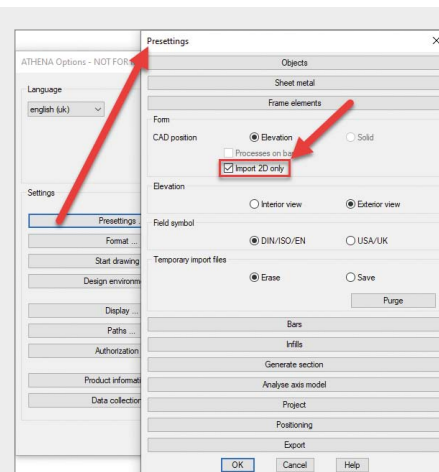 Presettings
ATHENA Options - NOT FOR
Language
english (uk)
Settings
Presettings ...
Format ...
Start drawing
Design environm
Display ...
Paths ...
Authorization
Product informati
Data collection
Objects
Sheet metal
Frame elements
Form
CAD position Elevation Solid
Processes on ba
Import 2D only
Elevation
Interior view Exterior view
Field symbol
DIN/ISO/EN USA/UK
Temporary import files
Erase Save
Purge
Bars
Infills
Generate section
Analyse axis model
Project
Positioning
Export
OK Cancel Help